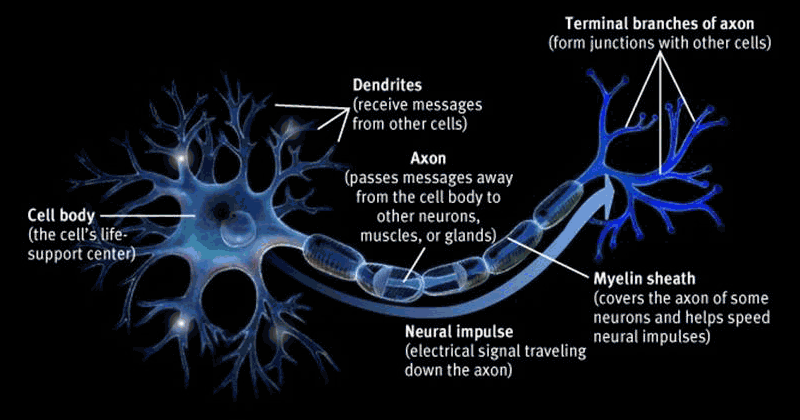 Terminal branches of axon
(form junctions with other cells)
Dendrites
(receive messages
from other cells)
Axon
(passes messages away
from the cell body to
other neurons,
muscles, or glands)
Cell body
(the cell's life-
support center)
Myelin sheath
(covers the axon of some
neurons and helps speed
neural impulses)
Neural impulse
(electrical signal traveling
down the axon)